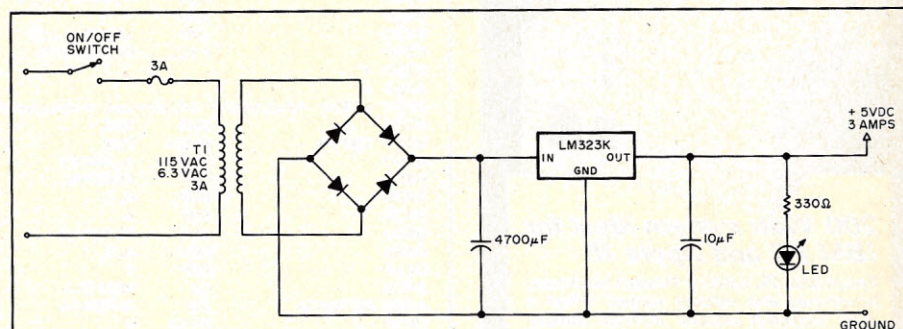 ON/OFF
SWITCH
3A
T1
115 VAC
6.3 VAC
3A
LM323K
IN
OUT
GND
4700µF
10µF
+ 5VDC
3 AMPS
330Ω
LED
GROUND